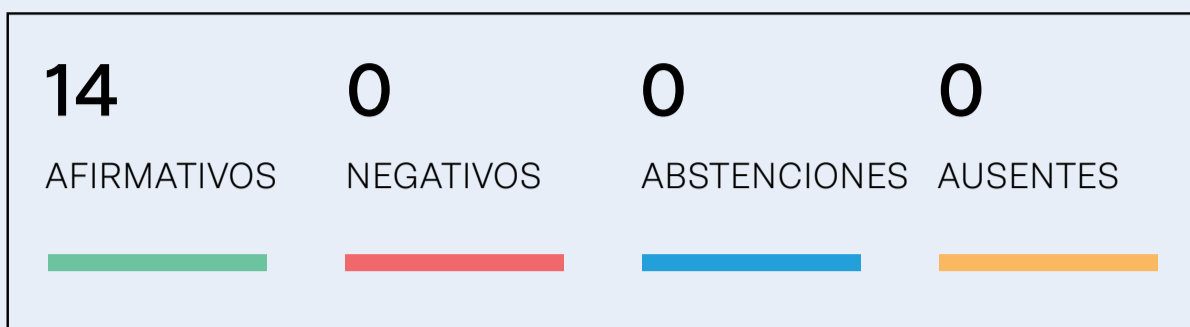 14 0 0 0
AFIRMATIVOS NEGATIVOS ABSTENCIONES AUSENTES